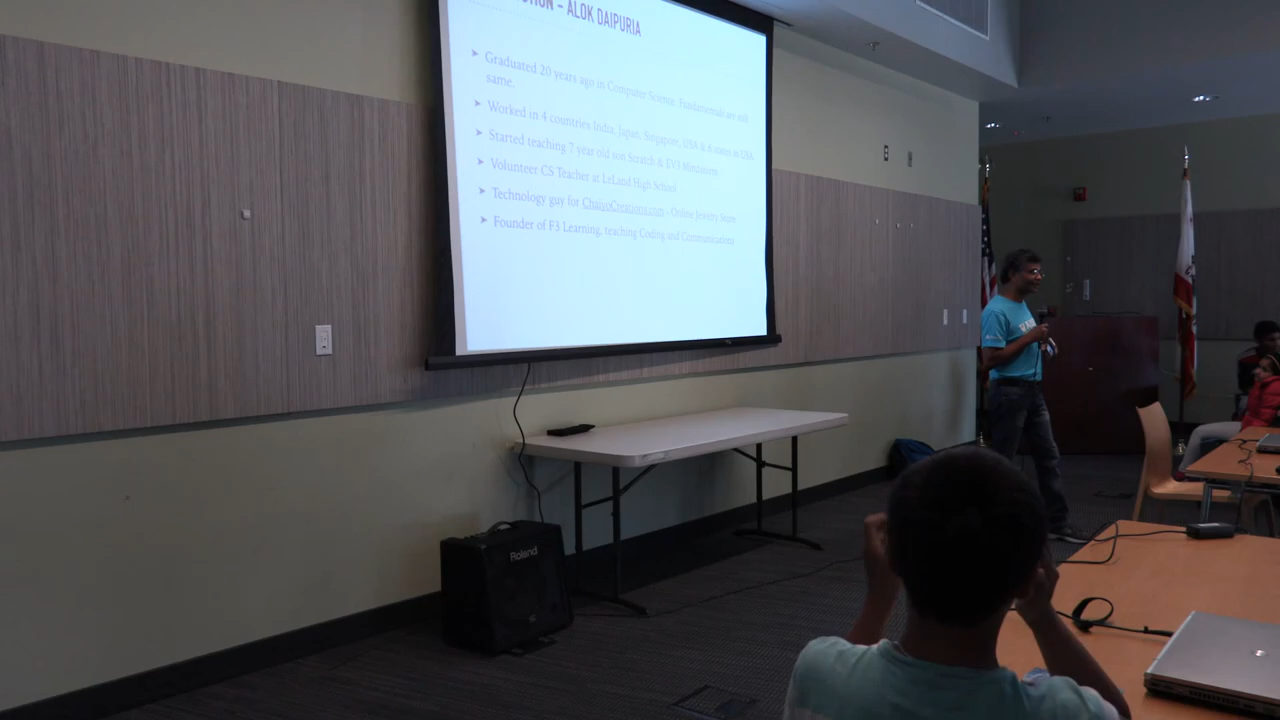 - ALOK DAIPURIA
➤ Graduated 20 years ago in Computer Science. Fundamentals are still
same.
➤ Worked in 4 countries India, Japan, Singapore, USA & 6 states in USA
➤ Started teaching 7 year old son Scratch & EV3 Mindstorm
➤ Volunteer CS Teacher at LeLand High School
➤ Technology guy for ChaiyoCreations.com - Online Jewelry Store
➤ Founder of F3 Learning, teaching Coding and Communications
Roland